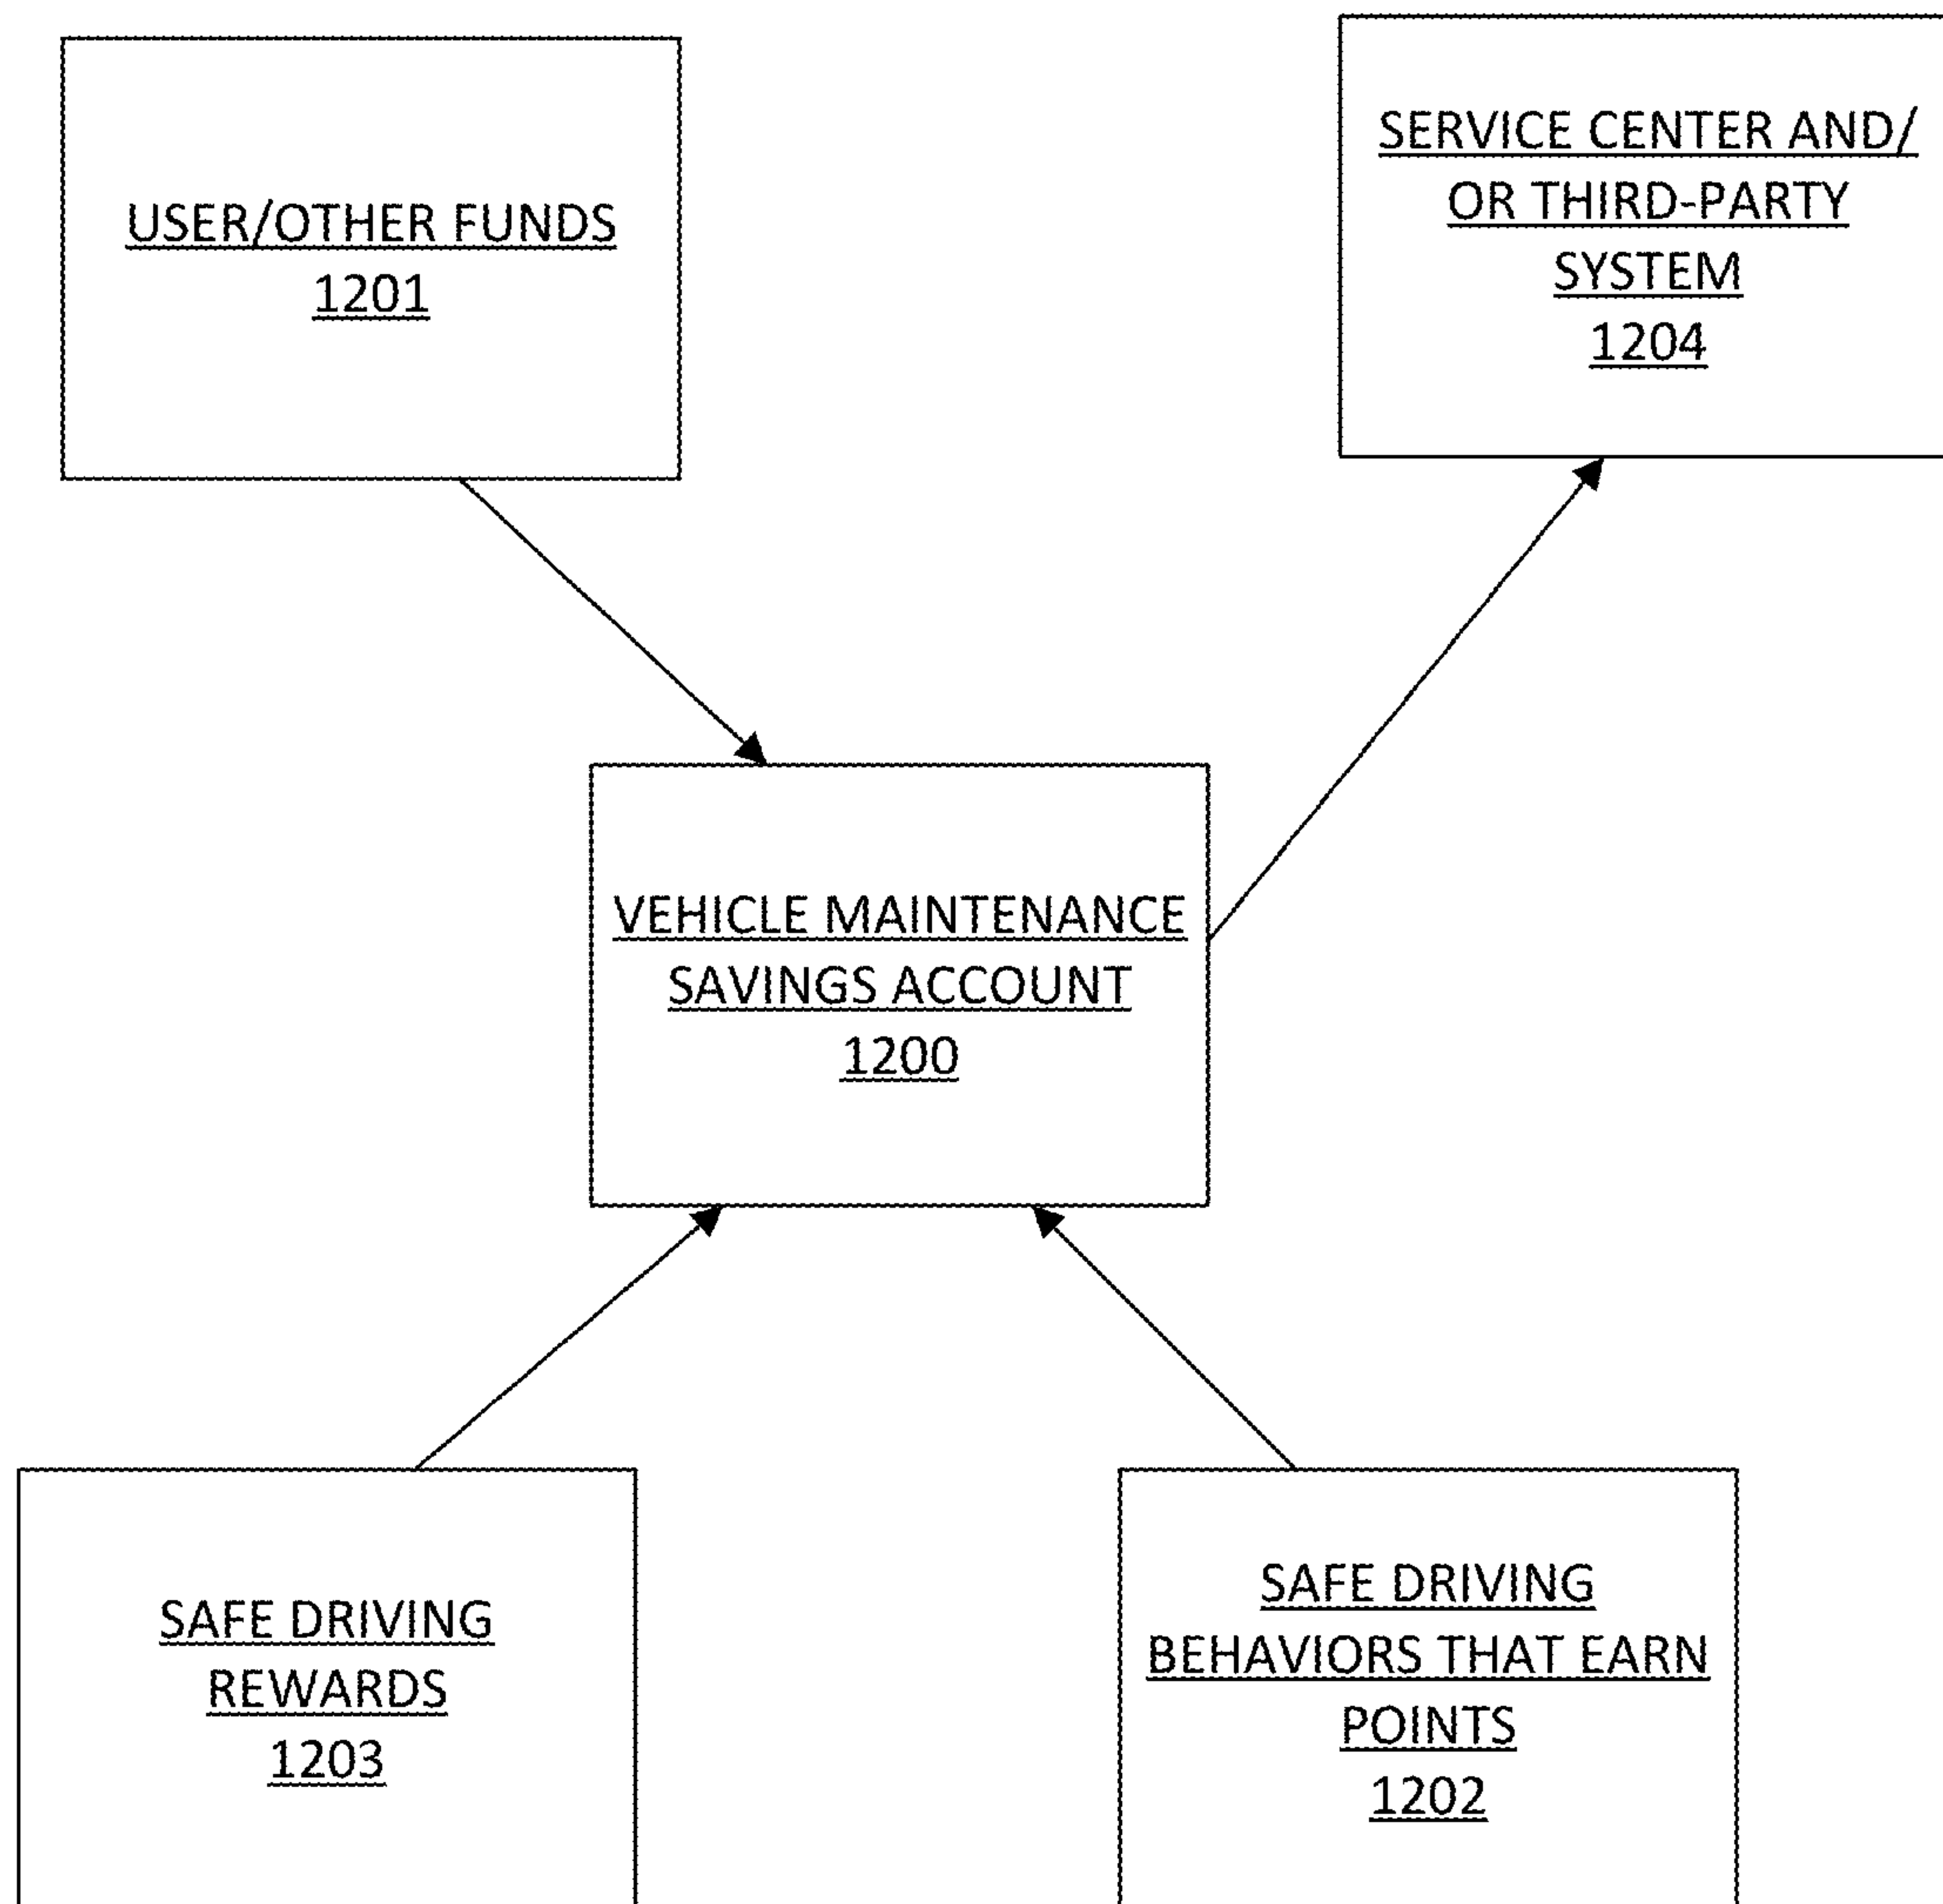 USER/OTHER FUNDS
1201
SERVICE CENTER AND/
OR THIRD-PARTY
SYSTEM
1204
VEHICLE MAINTENANCE
SAVINGS ACCOUNT
1200
SAFE DRIVING
REWARDS
1203
SAFE DRIVING
BEHAVIORS THAT EARN
POINTS
1202